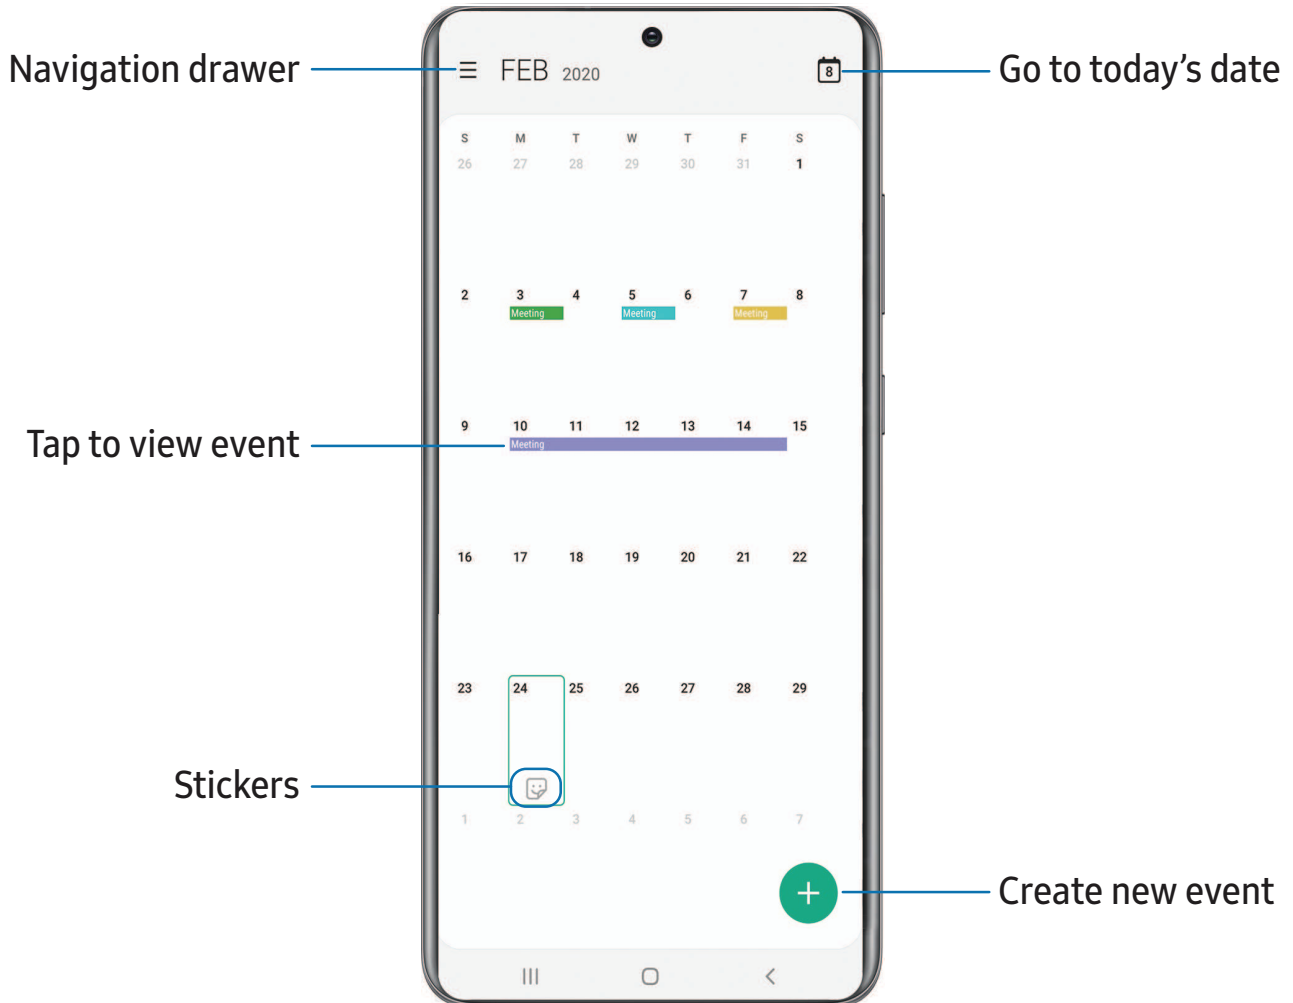 Navigation drawer
FEB 2020
8
Go to today's date
S M T W T F S
26 27 28 29 30 31 1
2 3 4 5 6 7 8
Meeting Meeting Meeting
9 10 11 12 13 14 15
Meeting
Tap to view event
16 17 18 19 20 21 22
23 24 25 26 27 28 29
Stickers
1 2 3 4 5 6 7
Create new event